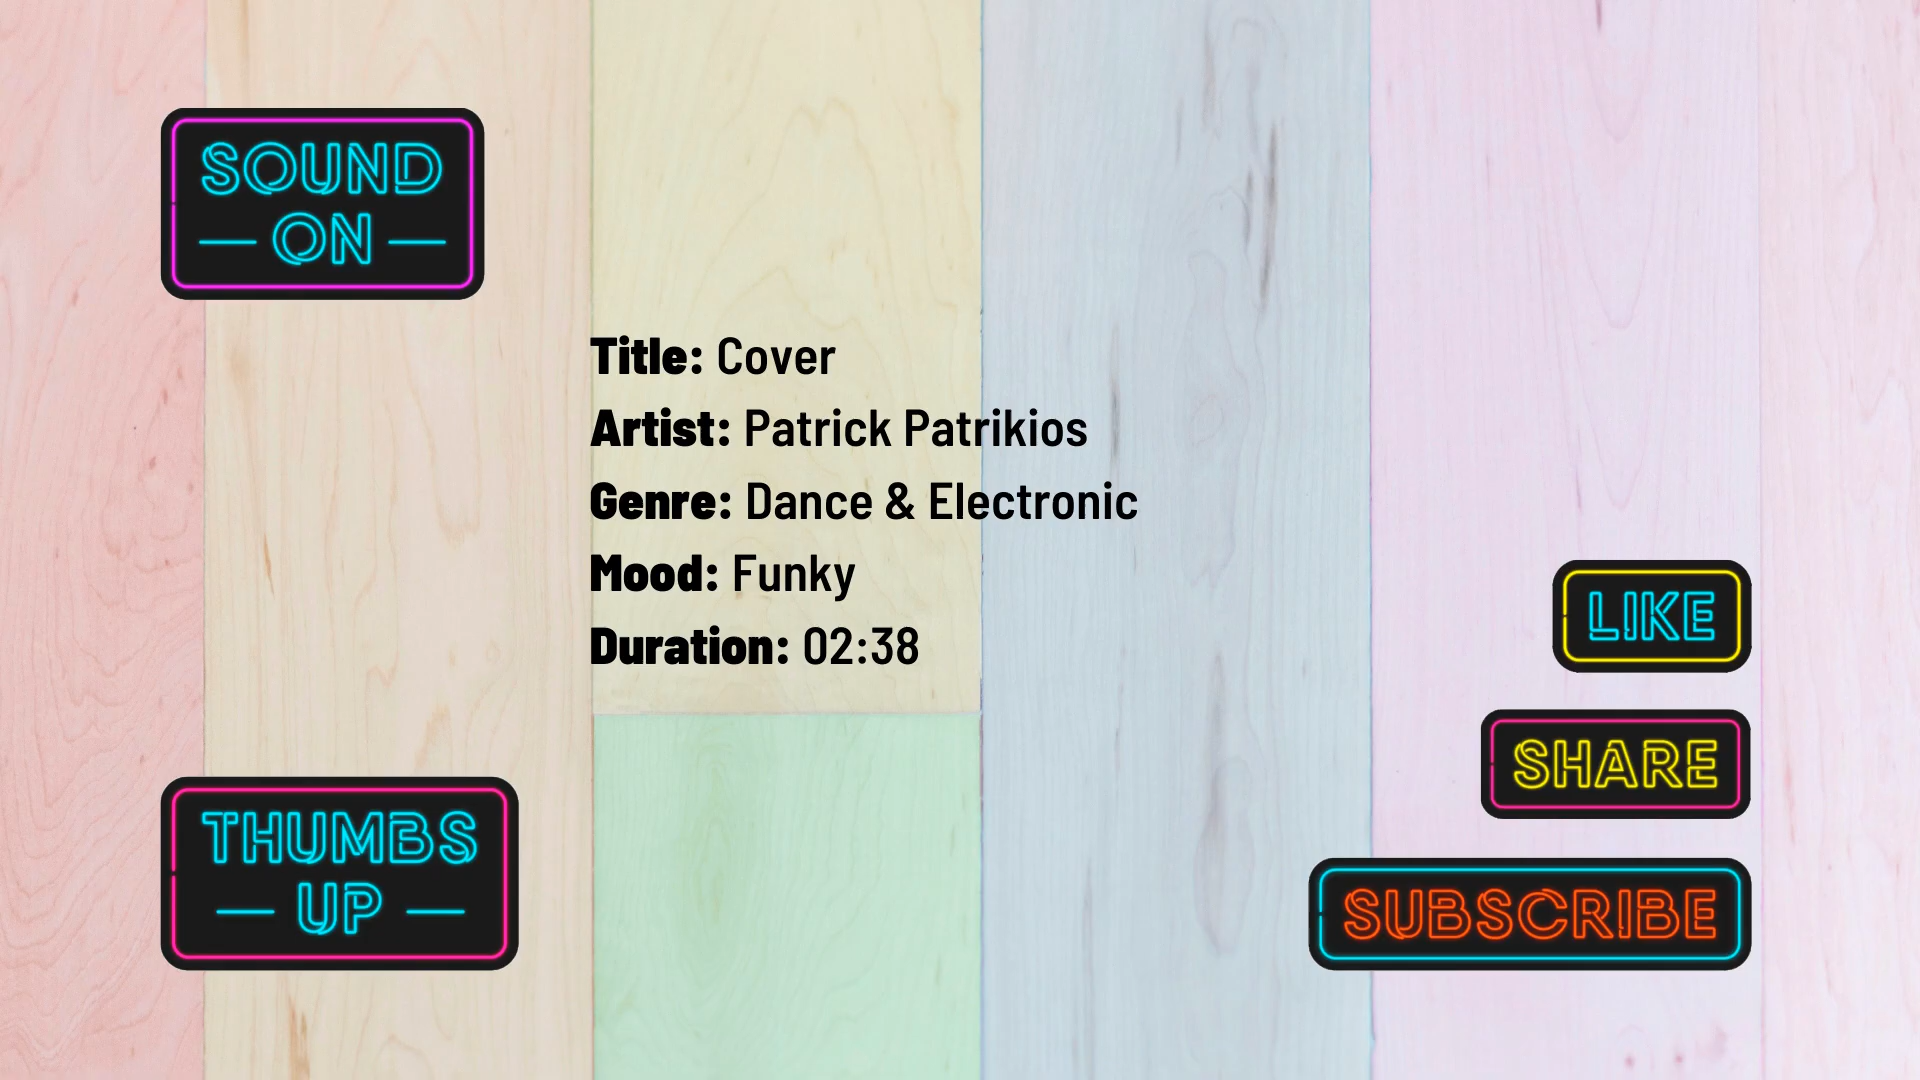 SOUND
ON
Title: Cover
Artist: Patrick Patrikios
Genre: Dance & Electronic
Mood: Funky
Duration: 02:38
LIKE
SHARE
THUMBS
UP
SUBSCRIBE